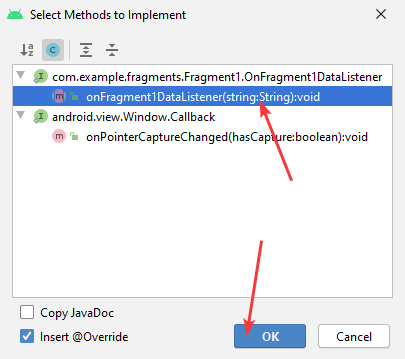 Select Methods to Implement
com.example.fragments.Fragment1.OnFragment1DataListener
onFragment1DataListener(string:String):void
android.view.Window.Callback
onPointerCaptureChanged(hasCapture:boolean):void
Copy JavaDoc
Insert @Override
OK
Cancel